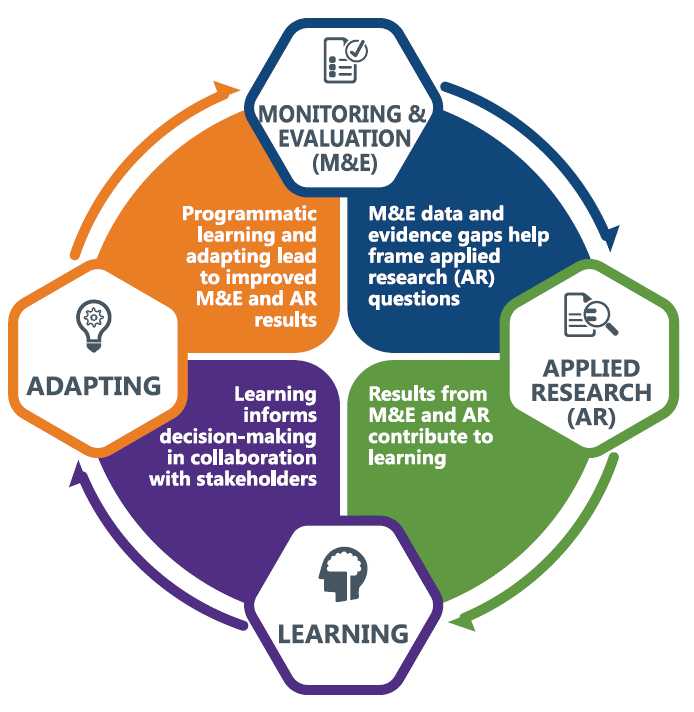 MONITORING &
EVALUATION
(M&E)
Programmatic
learning and
adapting lead
to improved
M&E and AR
results
M&E data and
evidence gaps help
frame applied
research (AR)
questions
ADAPTING
APPLIED
RESEARCH
(AR)
Learning
informs
decision-making
in collaboration
with stakeholders
Results from
M&E and AR
contribute to
learning
LEARNING